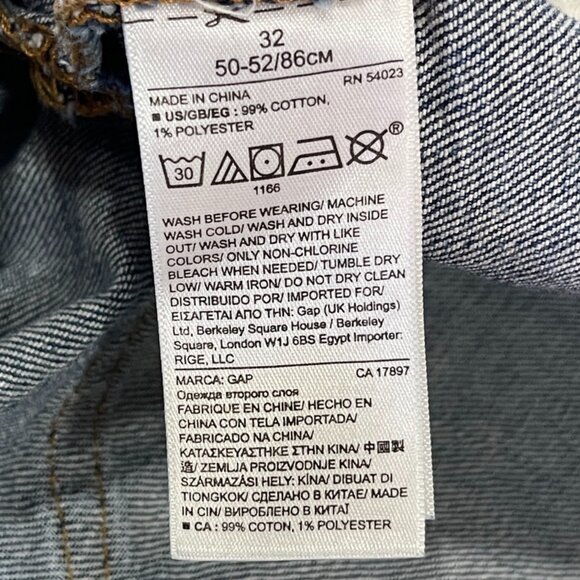 32
50-52/86CM
RN 54023
MADE IN CHINA
■ US/GB/EG : 99% COTTON,
1% POLYESTER
30
®
1166
WASH BEFORE WEARING/ MACHINE
WASH COLD/ WASH AND DRY INSIDE
OUT/ WASH AND DRY WITH LIKE
COLORS/ ONLY NON-CHLORINE
BLEACH WHEN NEEDED/ TUMBLE DRY
LOW/ WARM IRON/ DO NOT DRY CLEAN
DISTRIBUIDO POR/ IMPORTED FOR/
ΕΙΣΑΓΕΤΑΙ ΑΠΟ ΤΗΝ: Gap (UK Holdings)
Ltd, Berkeley Square House / Berkeley
Square, London W1J 6BS Egypt Importer:
RIGE, LLC
MARCA: GAP CA 17897
Одежда второго слоя
FABRIQUE EN CHINE/ HECHO EN
CHINA CON TELA IMPORTADA/
FABRICADO NA CHINA/
ΚΑΤΑΣΚΕΥΑΣΤΗΚΕ ΣΤΗΝ ΚΙΝΑ/ 中國製
造/ ZEMLJA PROIZVODNJE KINA/
SZÁRMAZÁSI HELY: KÍNA/ DIBUAT DI
TIONGKOK/ СДЕЛАНО В КИТАЕ/ MADE
IN CIN/ ВИРОБЛЕНО В КИТАЇ
■ CA : 99% COTTON, 1% POLYESTER